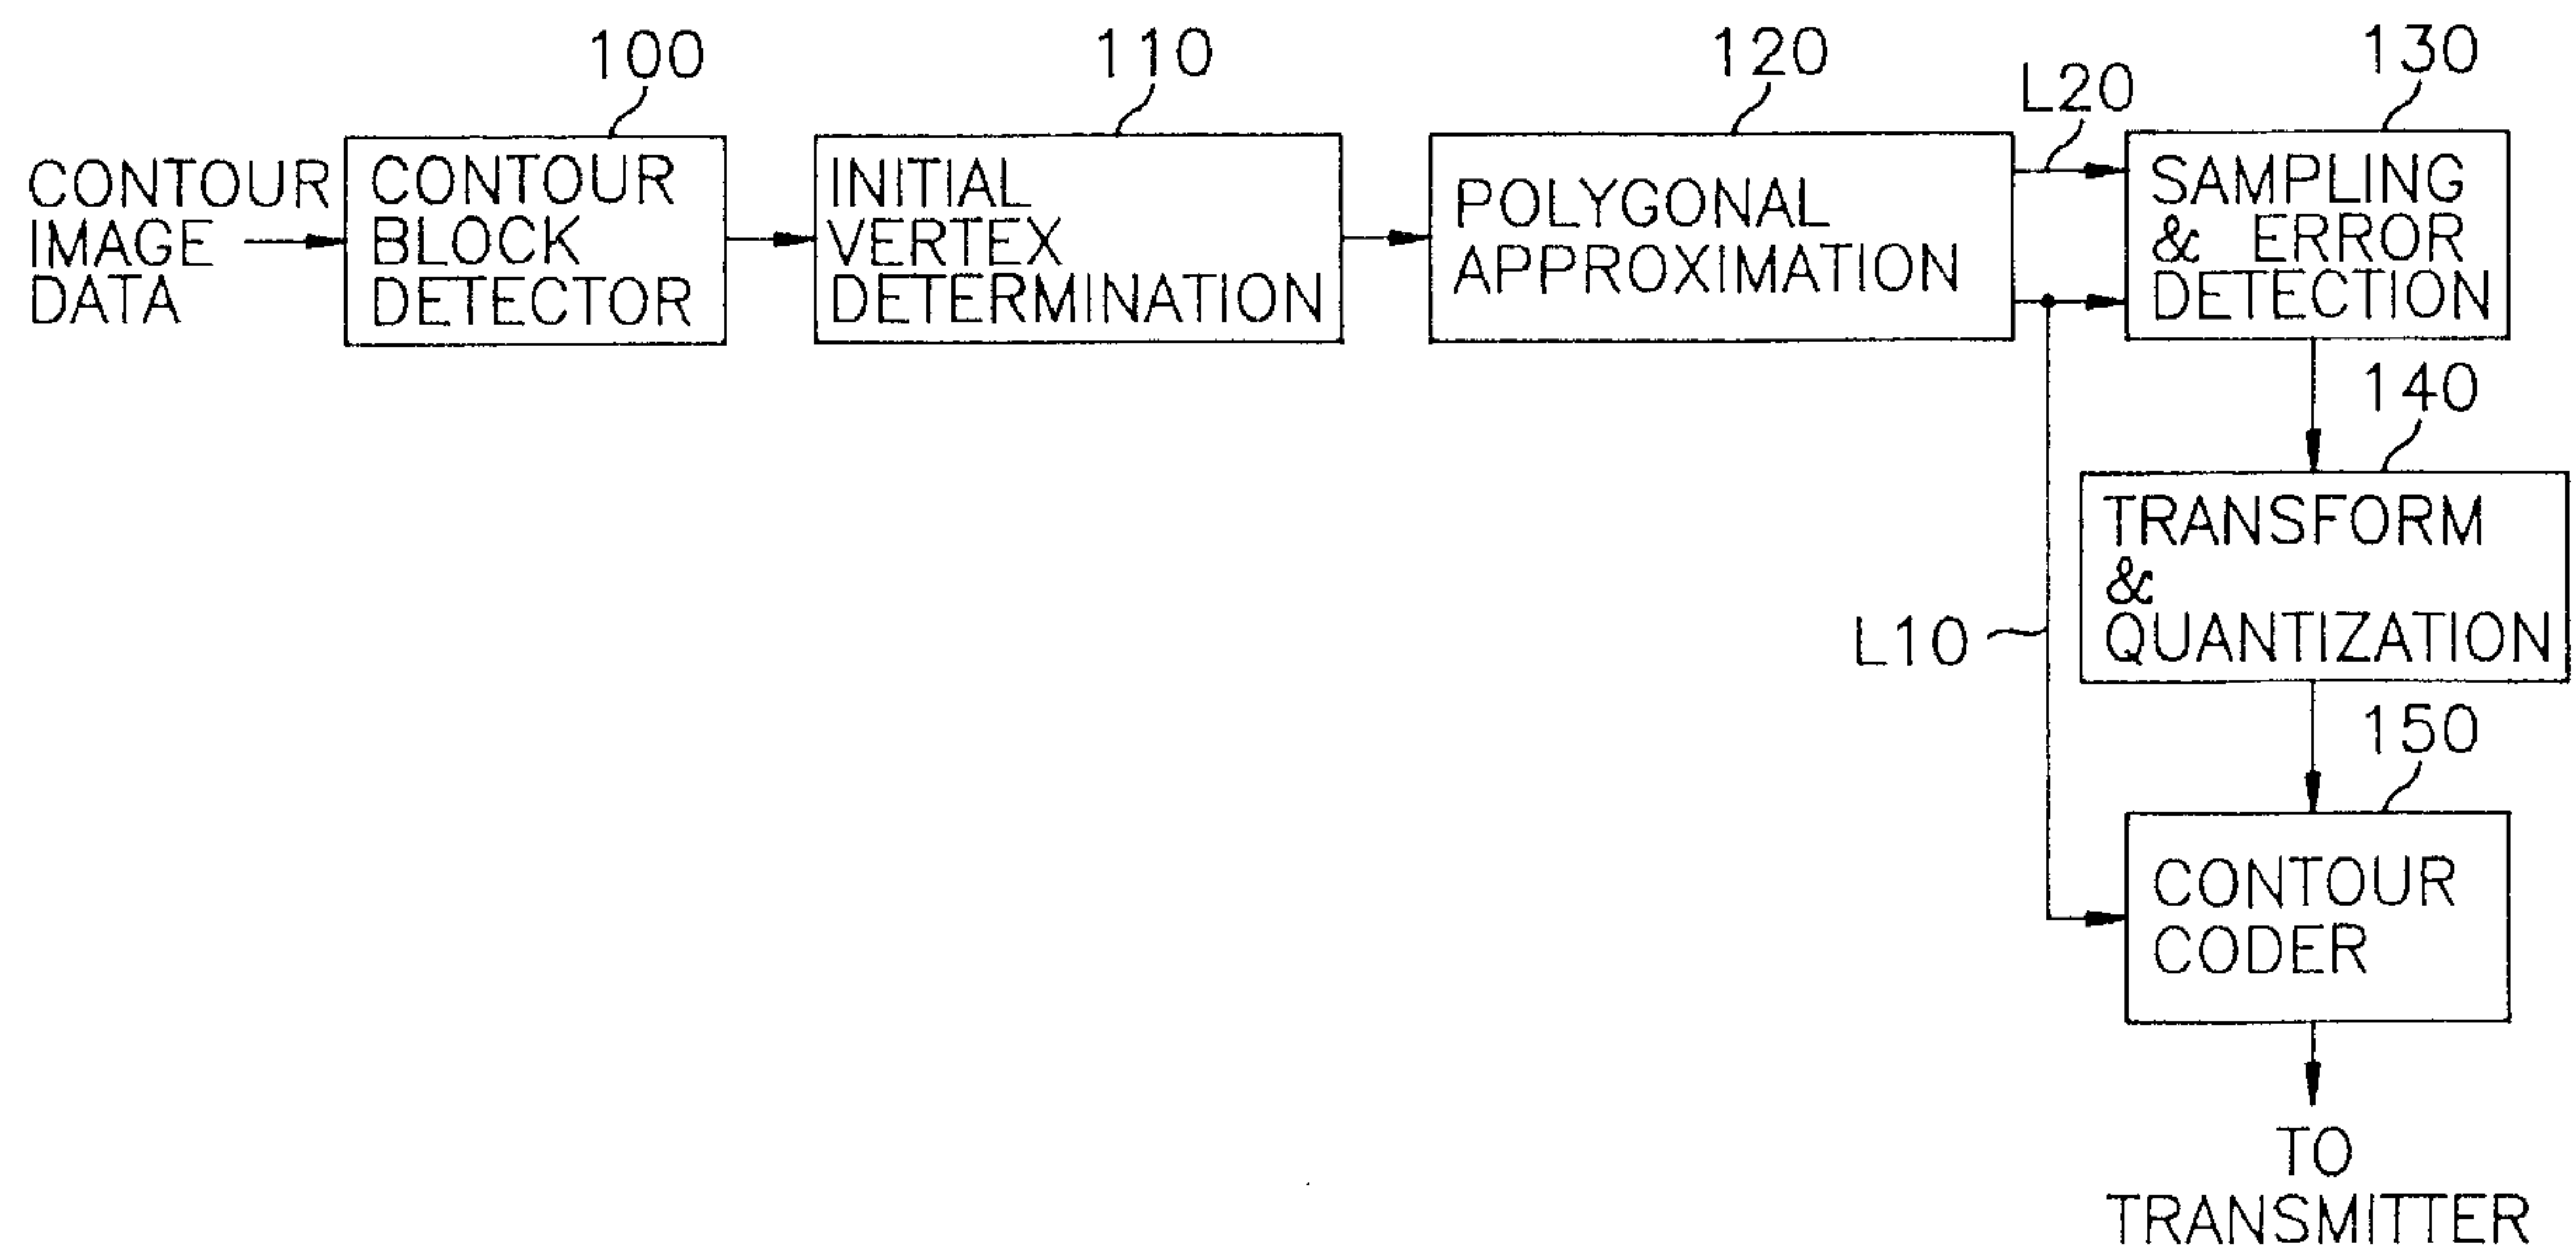 100
110
120
L20
130
CONTOUR
IMAGE
DATA
CONTOUR
BLOCK
DETECTOR
INITIAL
VERTEX
DETERMINATION
POLYGONAL
APPROXIMATION
SAMPLING
& ERROR
DETECTION
140
TRANSFORM
&
QUANTIZATION
L10
150
CONTOUR
CODER
TO
TRANSMITTER